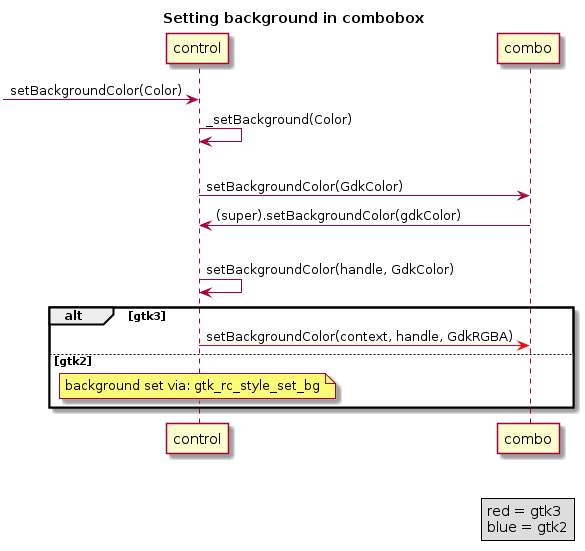 Setting background in combobox
control
combo
setBackgroundColor(Color)
_setBackground(Color)
setBackgroundColor(GdkColor)
(super).setBackgroundColor(gdkColor)
setBackgroundColor(handle, GdkColor)
alt [gtk3]
setBackgroundColor(context, handle, GdkRGBA)
[gtk2]
background set via: gtk_rc_style_set_bg
control
combo
red = gtk3
blue = gtk2